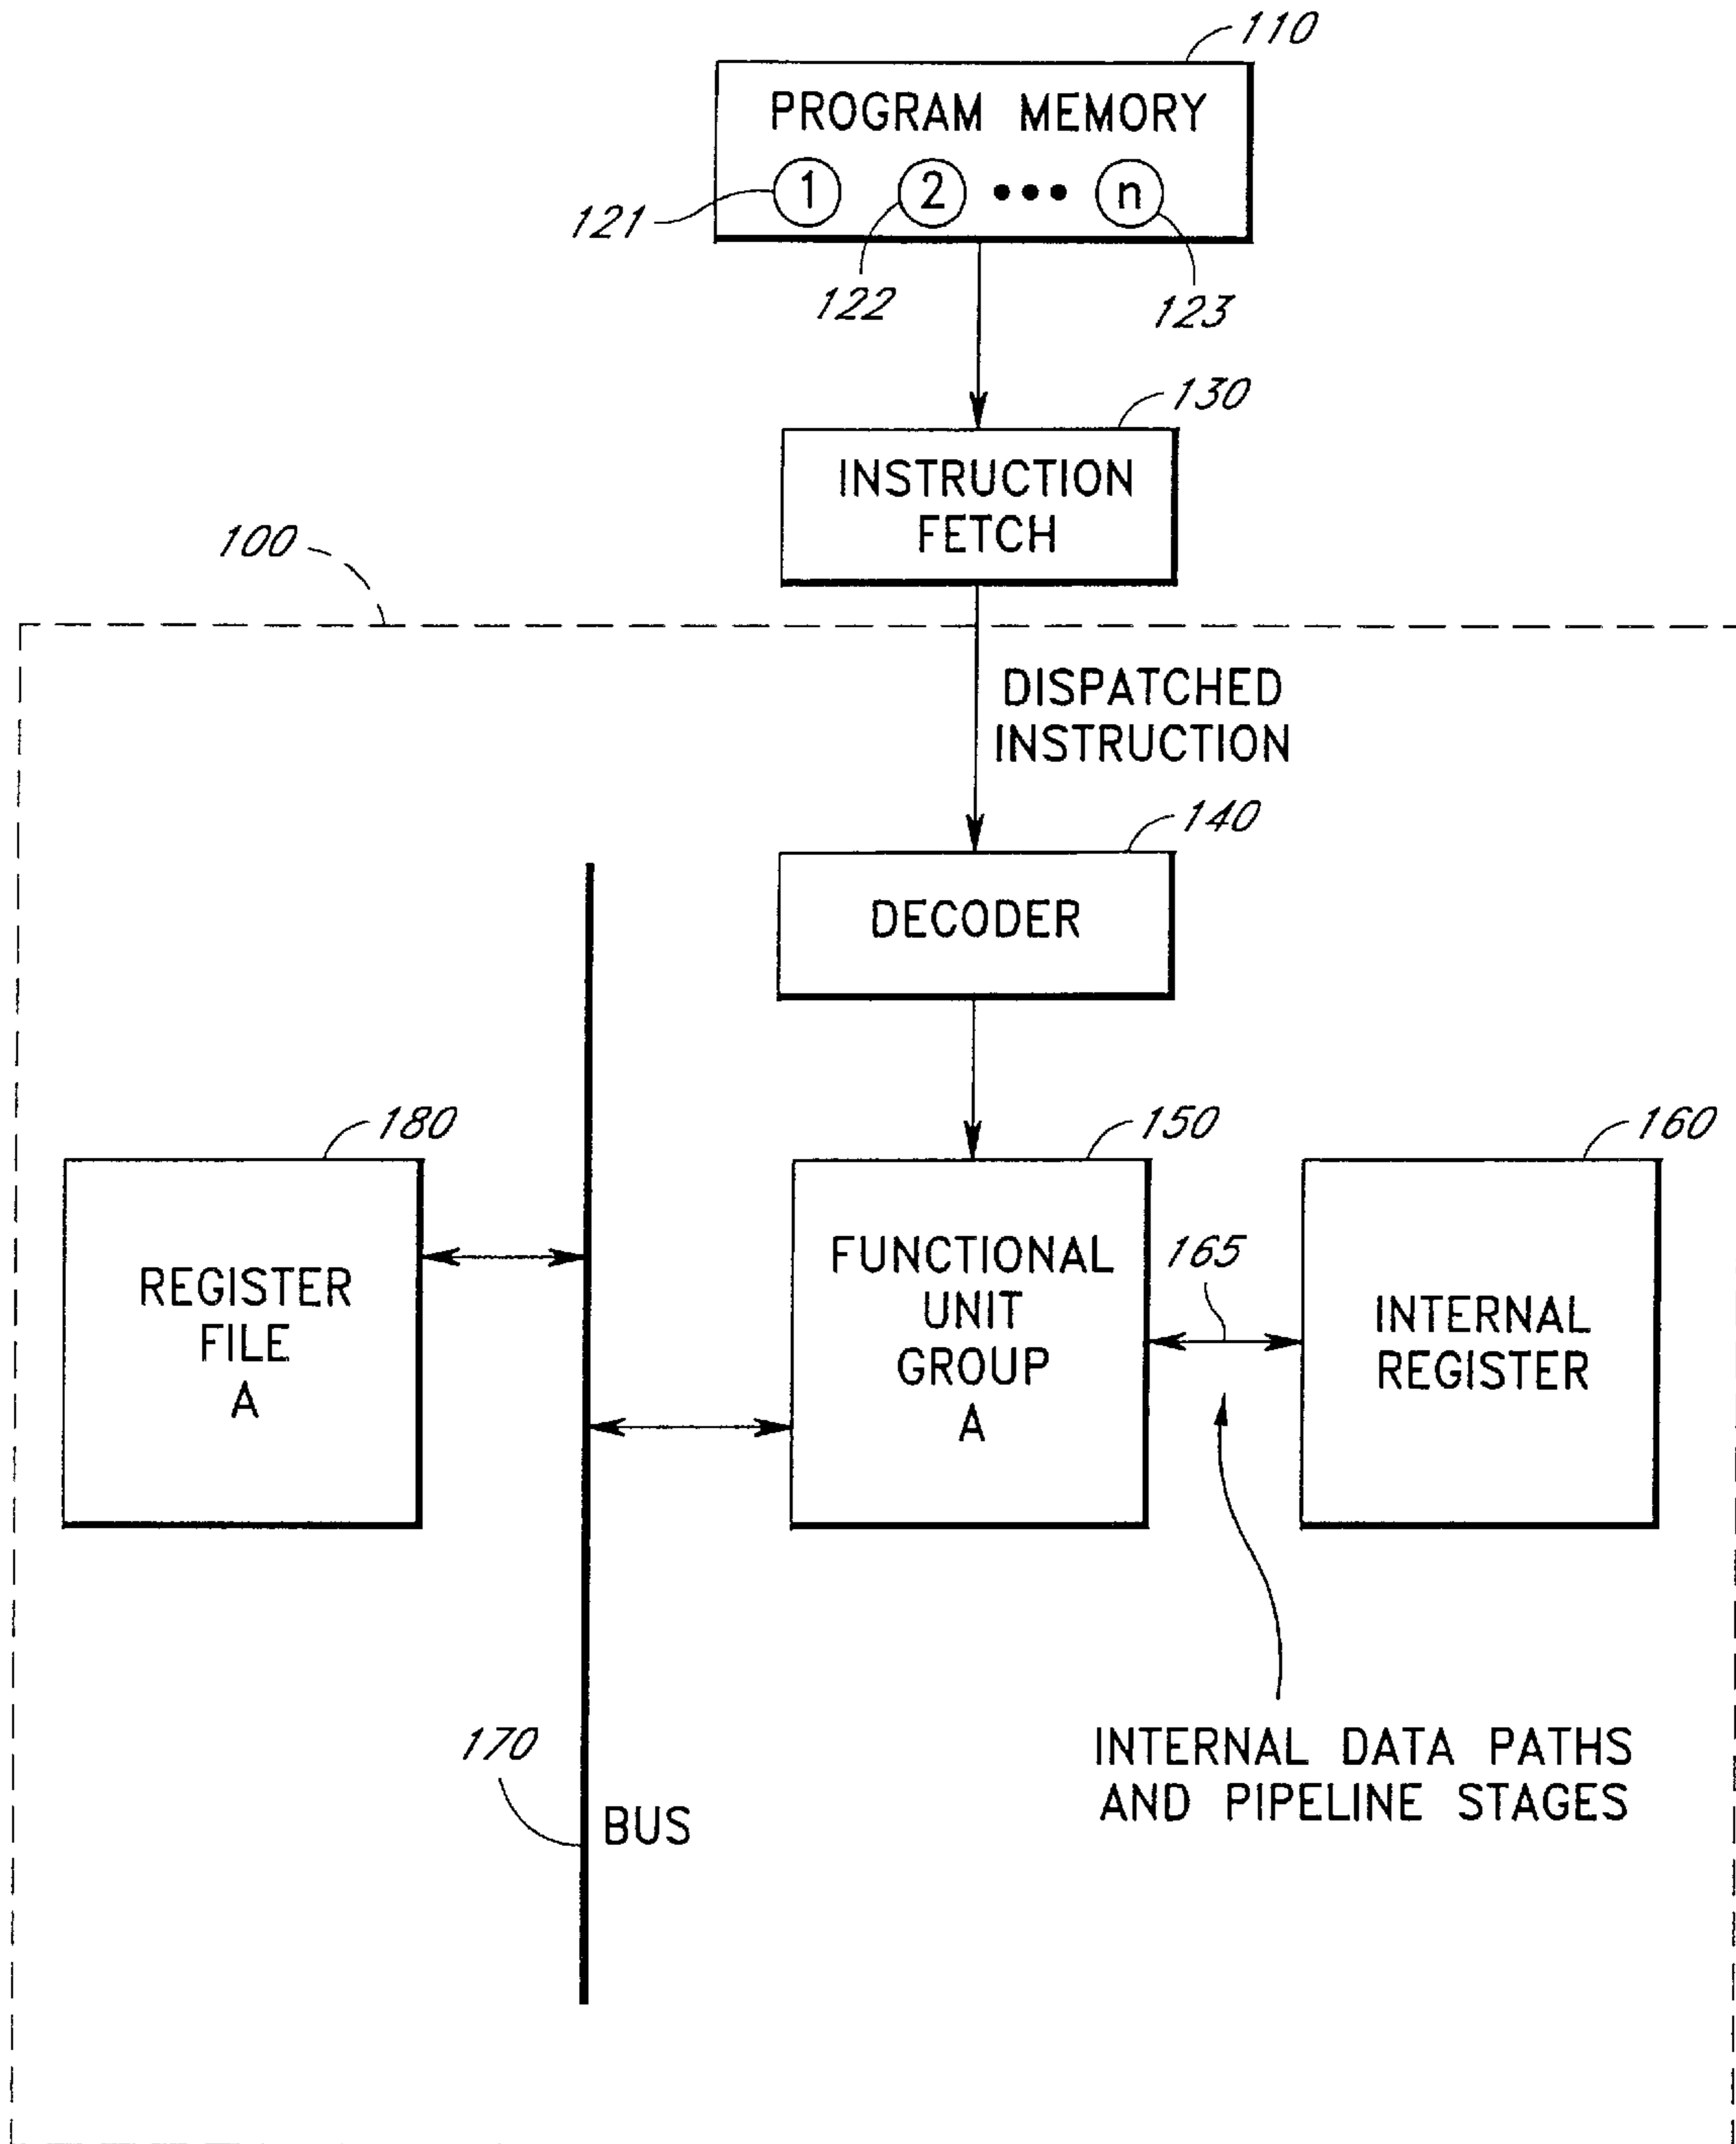 110
PROGRAM MEMORY
1 2 ••• n
121
122
123
130
INSTRUCTION
FETCH
100
DISPATCHED
INSTRUCTION
140
DECODER
180
150
160
REGISTER
FILE
A
FUNCTIONAL
UNIT
GROUP
A
165
INTERNAL
REGISTER
170
BUS
INTERNAL DATA PATHS
AND PIPELINE STAGES